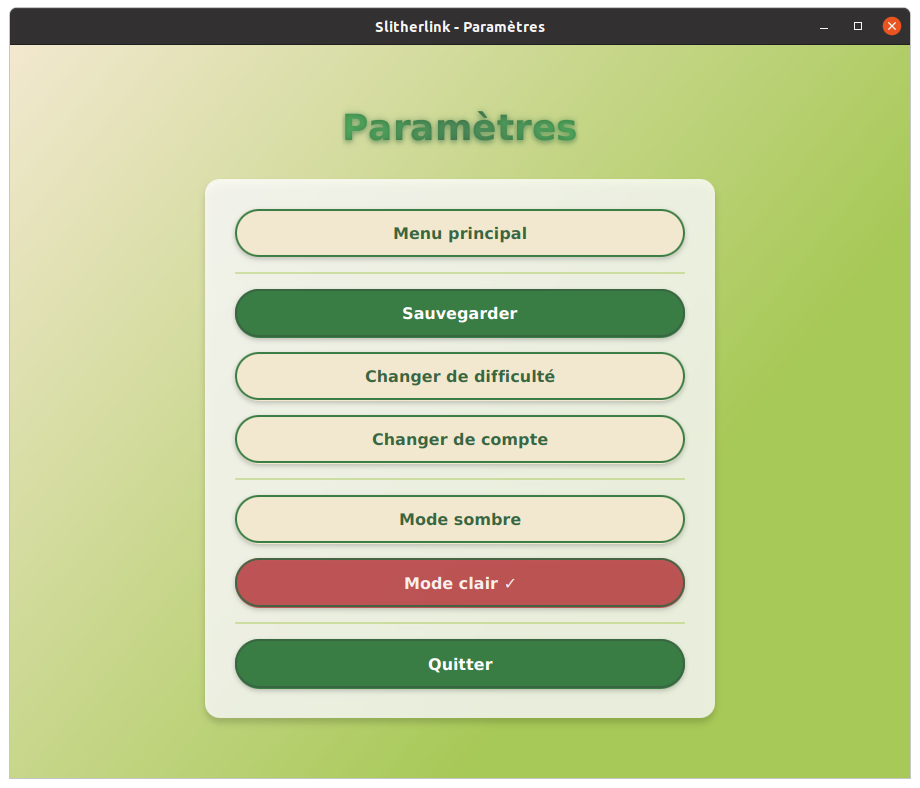 Slitherlink - Paramètres
Paramètres
Menu principal
Sauvegarder
Changer de difficulté
Changer de compte
Mode sombre
Mode clair ✓
Quitter